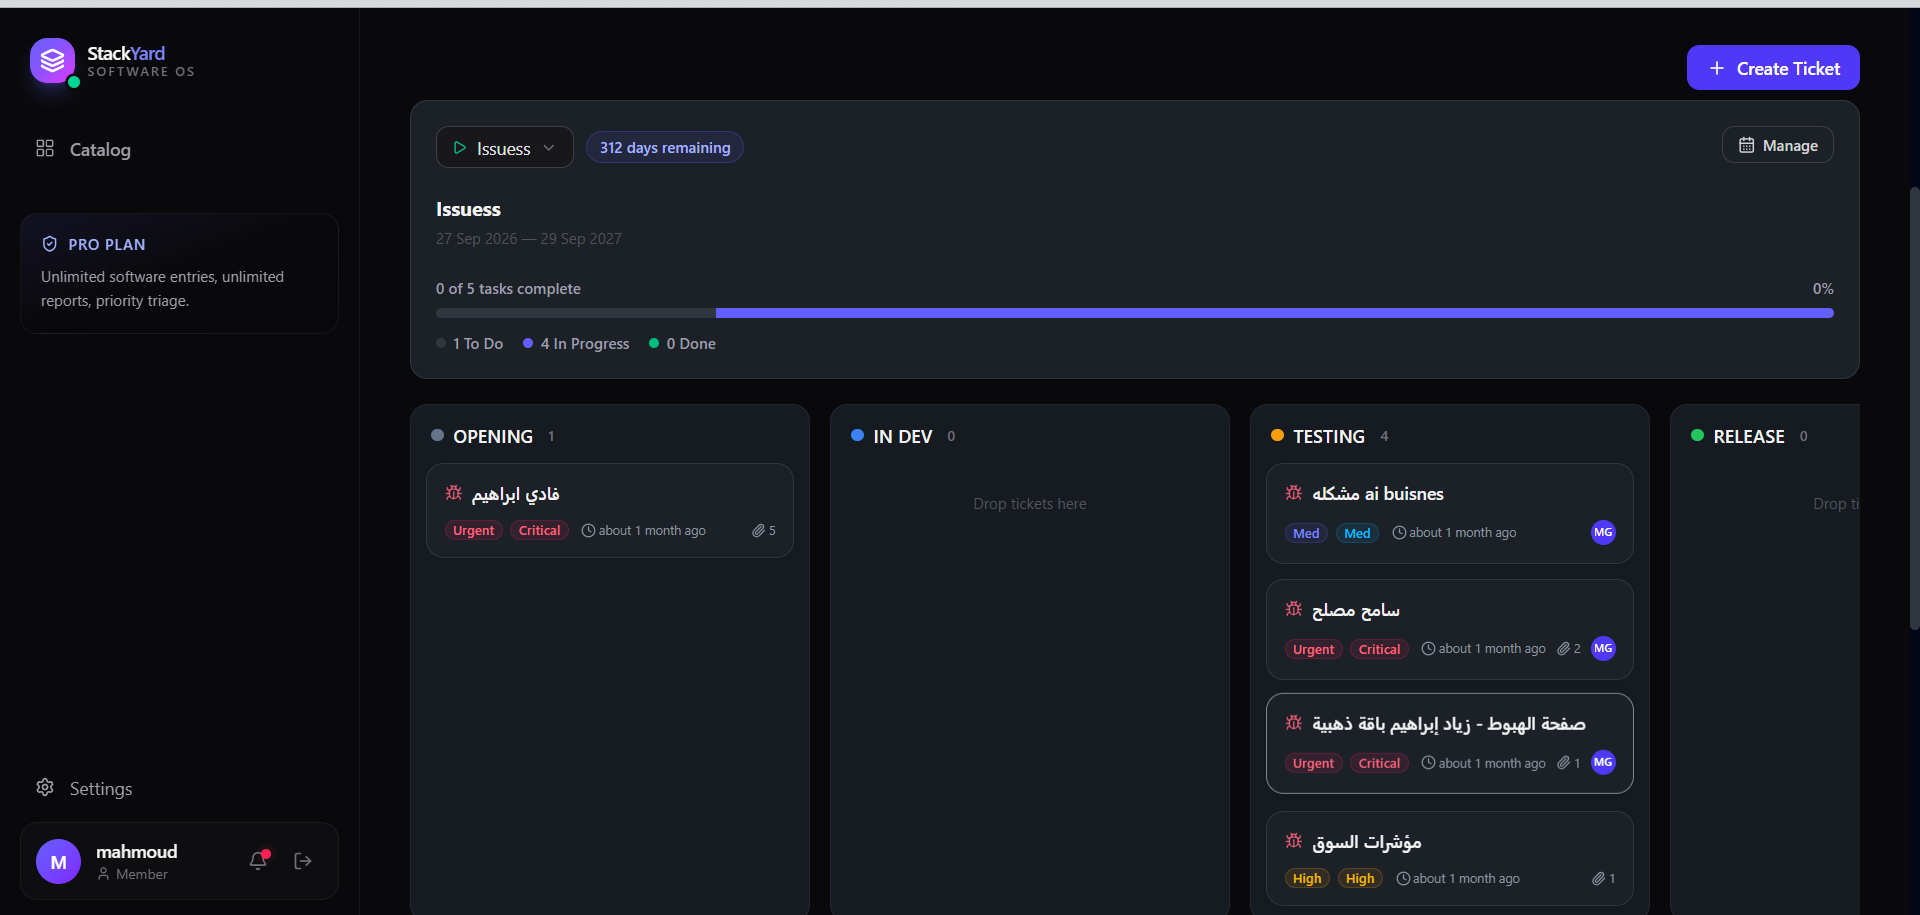 StackYard
SOFTWARE OS
Catalog
PRO PLAN
Unlimited software entries, unlimited
reports, priority triage.
Settings
M
mahmoud
Member
+ Create Ticket
Issuess
312 days remaining
Manage
Issuess
27 Sep 2026 — 29 Sep 2027
0 of 5 tasks complete
0%
1 To Do
4 In Progress
0 Done
OPENING 1
فادي ابراهيم
Urgent Critical about 1 month ago 5
IN DEV 0
Drop tickets here
TESTING 4
مشكله ai buisnes
Med Med about 1 month ago MG
سامح مصلح
Urgent Critical about 1 month ago 2 MG
صفحة الهبوط - زياد إبراهيم باقة ذهبية
Urgent Critical about 1 month ago 1 MG
مؤشرات السوق
High High about 1 month ago 1
RELEASE 0
Drop ti